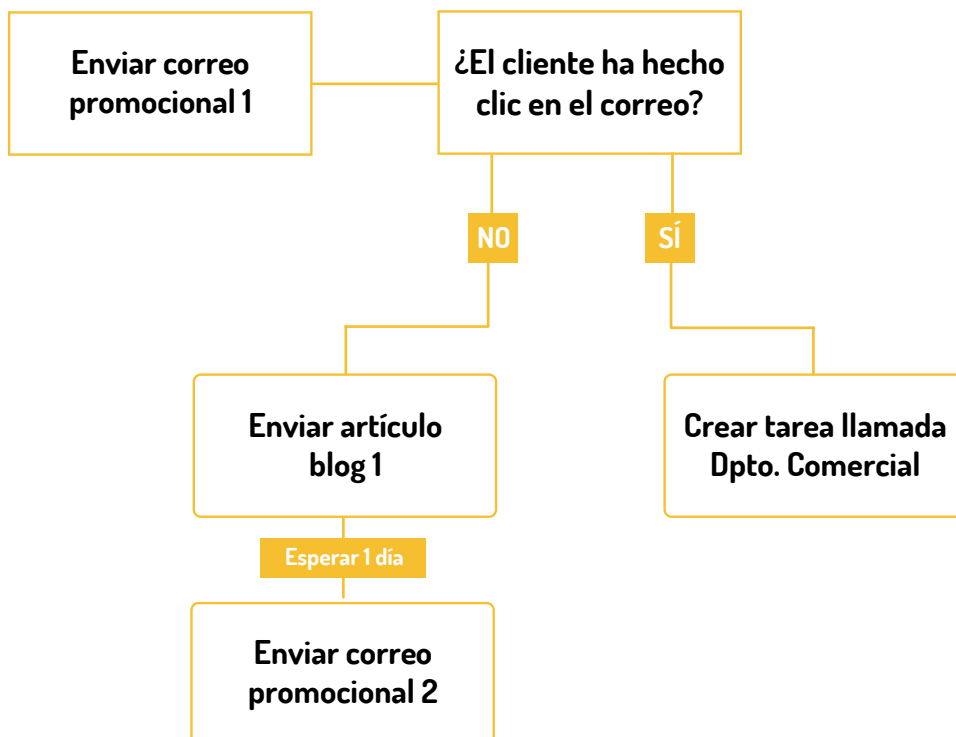 Enviar correo
promocional 1
¿El cliente ha hecho
clic en el correo?
NO
SÍ
Enviar artículo
blog 1
Crear tarea llamada
Dpto. Comercial
Esperar 1 día
Enviar correo
promocional 2